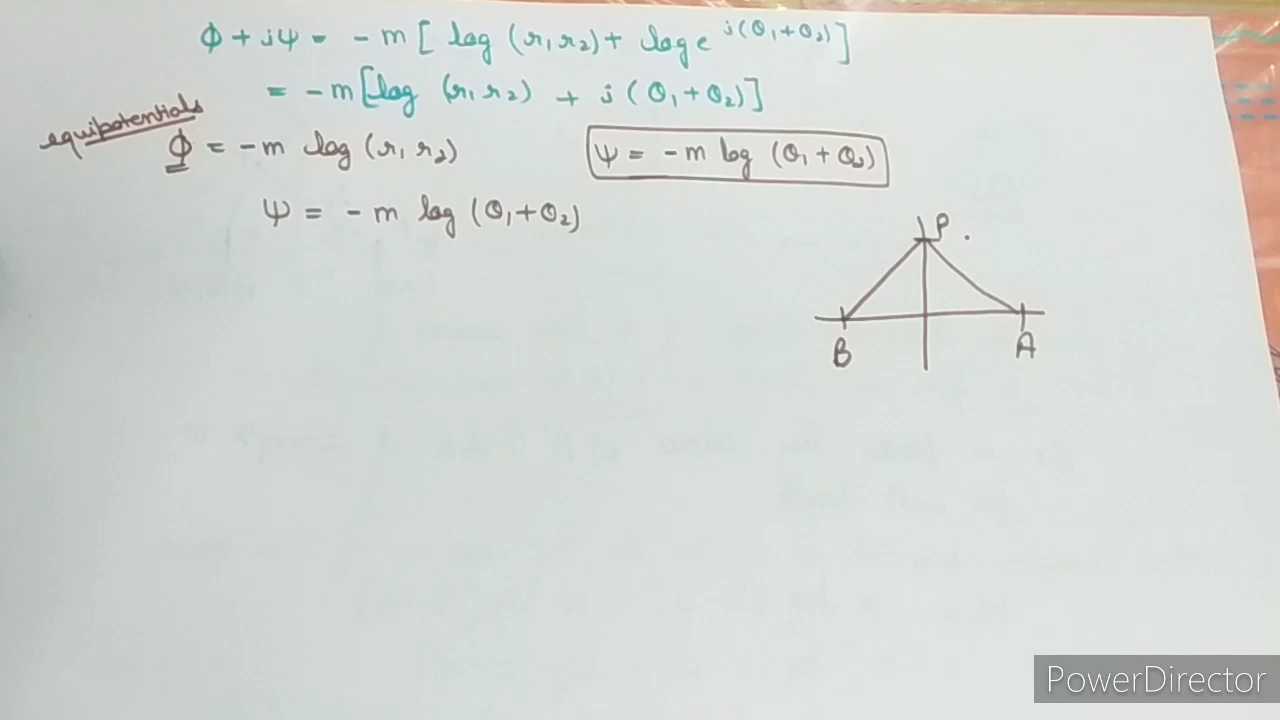 ϕ + iψ = - m [ log (r₁r₂) + log e^{i(θ₁+θ₂)} ]
= - m [log (r₁r₂) + i (θ₁+θ₂)]
equipotentials
ϕ = - m log (r₁ r₂)
ψ = - m log (θ₁ + θ₂)
ψ = - m log (θ₁+θ₂)
P .
B
A
PowerDirector